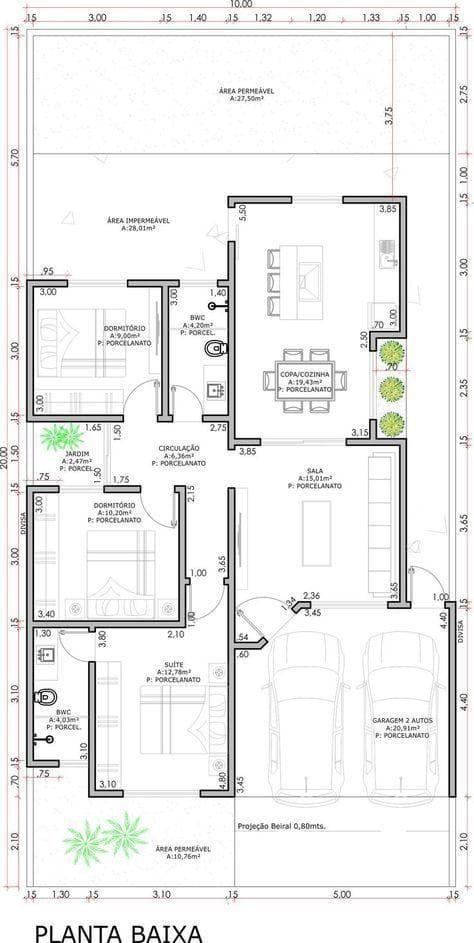 10.00
.15 3.00 .15 1.40 .15 1.32 1.20 1.33 .15 1.00 .15
.15
.15
ÁREA PERMEÁVEL
A:27,50m²
2.75
3.75
5.70
1.00
ÁREA IMPERMEÁVEL
A:28,01m²
5.50
3.85
.95
.15
3.00
3.00
1.40
3.00
DORMITÓRIO
A:9,00m²
P: PORCELANATO
BWC
A:4,20m²
P: PORCEL.
.70
3.00
2.50
3.00
COPA/COZINHA
A:19,43m²
P: PORCELANATO
.70
2.35
3.00
.15
1.65
1.50
2.75
3.15
.15
20.00
1.50
JARDIM
A:2,47m²
P: PORCEL
CIRCULAÇÃO
A:6,36m²
P: PORCELANATO
3.85
.75
1.50
1.75
2.15
SALA
A:15,01m²
P: PORCELANATO
.15
DIVISA
3.00
DORMITÓRIO
A:10,20m²
P: PORCELANATO
3.65
3.00
1.00
3.65
3.65
1.00
3.40
2.10
1.00
.54
1.34
2.36
3.45
.15
.15
1.30
3.80
.60
4.40
DIVISA
SUÍTE
A:12,78m²
P: PORCELANATO
3.10
BWC
A:4,03m²
P: PORCEL.
GARAGEM 2 AUTOS
A:20,91m²
P: PORCELANATO
4.40
3.10
.15
.75
.70
3.10
4.80
3.45
Projeção Beiral 0,80mts.
2.10
ÁREA PERMEÁVEL
A:10,76m²
2.10
.15 1.30 .15 3.10 .15 5.00 .15
PLANTA BAIXA